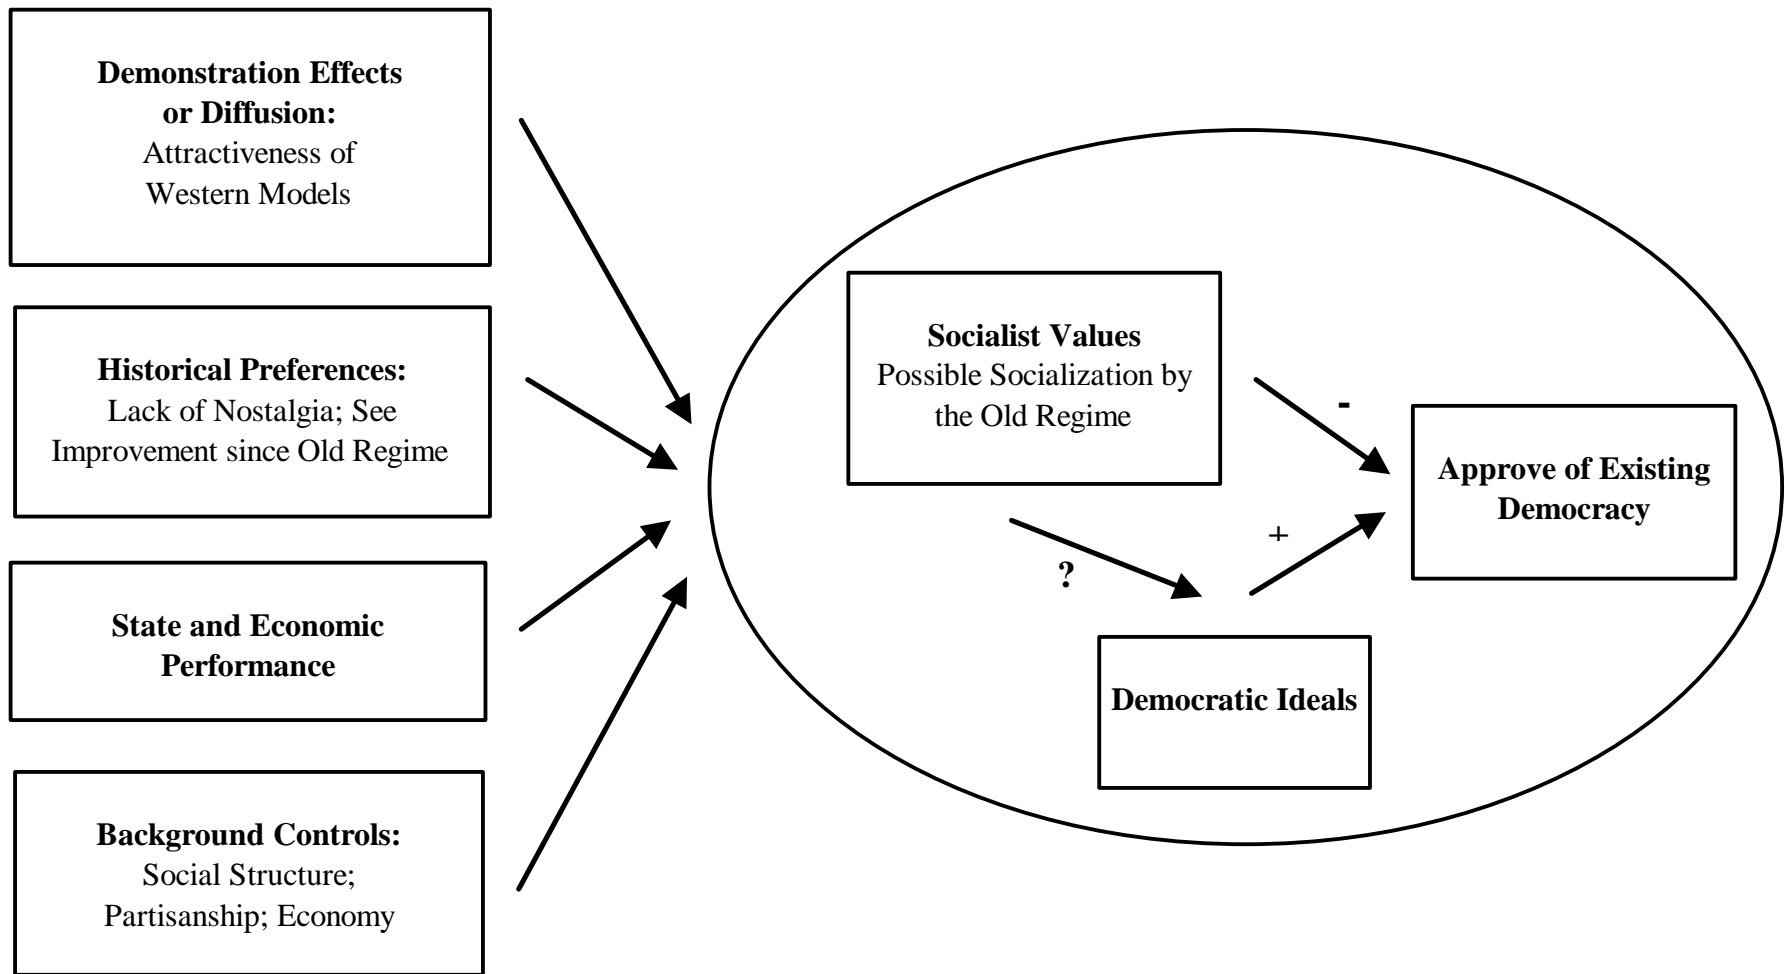 Demonstration Effects
or Diffusion:
Attractiveness of
Western Models
Historical Preferences:
Lack of Nostalgia; See
Improvement since Old Regime
State and Economic
Performance
Background Controls:
Social Structure;
Partisanship; Economy
Socialist Values
Possible Socialization by
the Old Regime
-
?
+
Approve of Existing
Democracy
Democratic Ideals